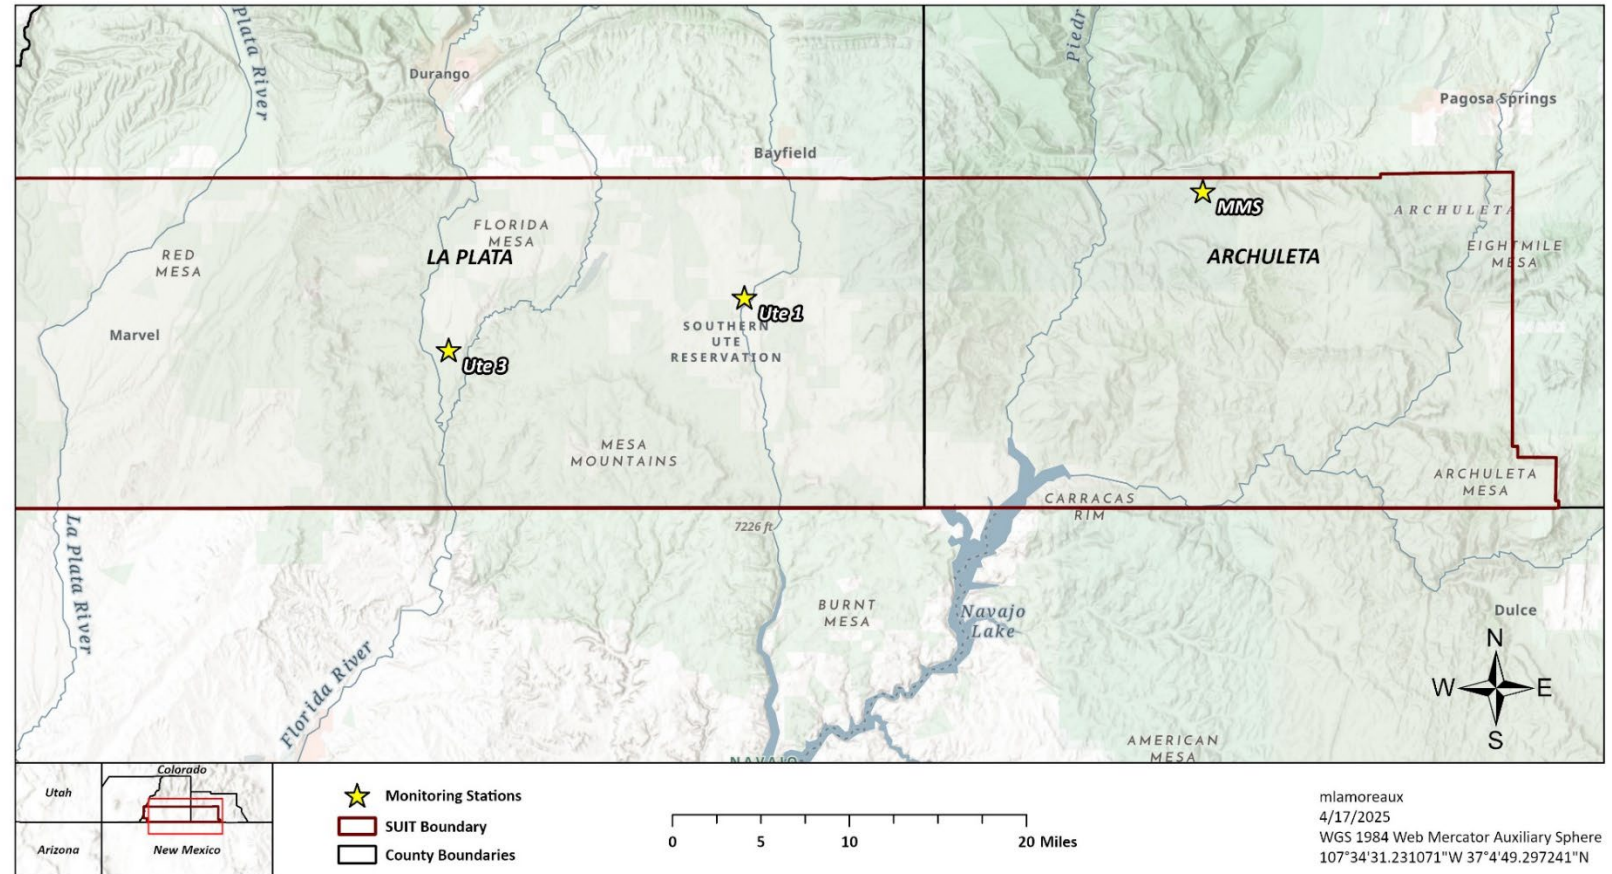 Plata River
Durango
Piedr
Pagosa Springs
Bayfield
MMS
ARCHULETA
FLORIDA
MESA
LA PLATA
ARCHULETA
EIGHTMILE
MESA
RED
MESA
Ute 1
SOUTHERN
UTE
RESERVATION
Marvel
Ute 3
MESA
MOUNTAINS
ARCHULETA
MESA
CARRACAS
RIM
7226 ft
La Plata River
BURNT
MESA
Navajo
Lake
Dulce
Florida River
N
W E
S
AMERICAN
MESA
NAVAJO
Colorado
Utah
Arizona
New Mexico
Monitoring Stations
SUIT Boundary
County Boundaries
0 5 10 20 Miles
mlamoreaux
4/17/2025
WGS 1984 Web Mercator Auxiliary Sphere
107°34'31.231071"W 37°4'49.297241"N